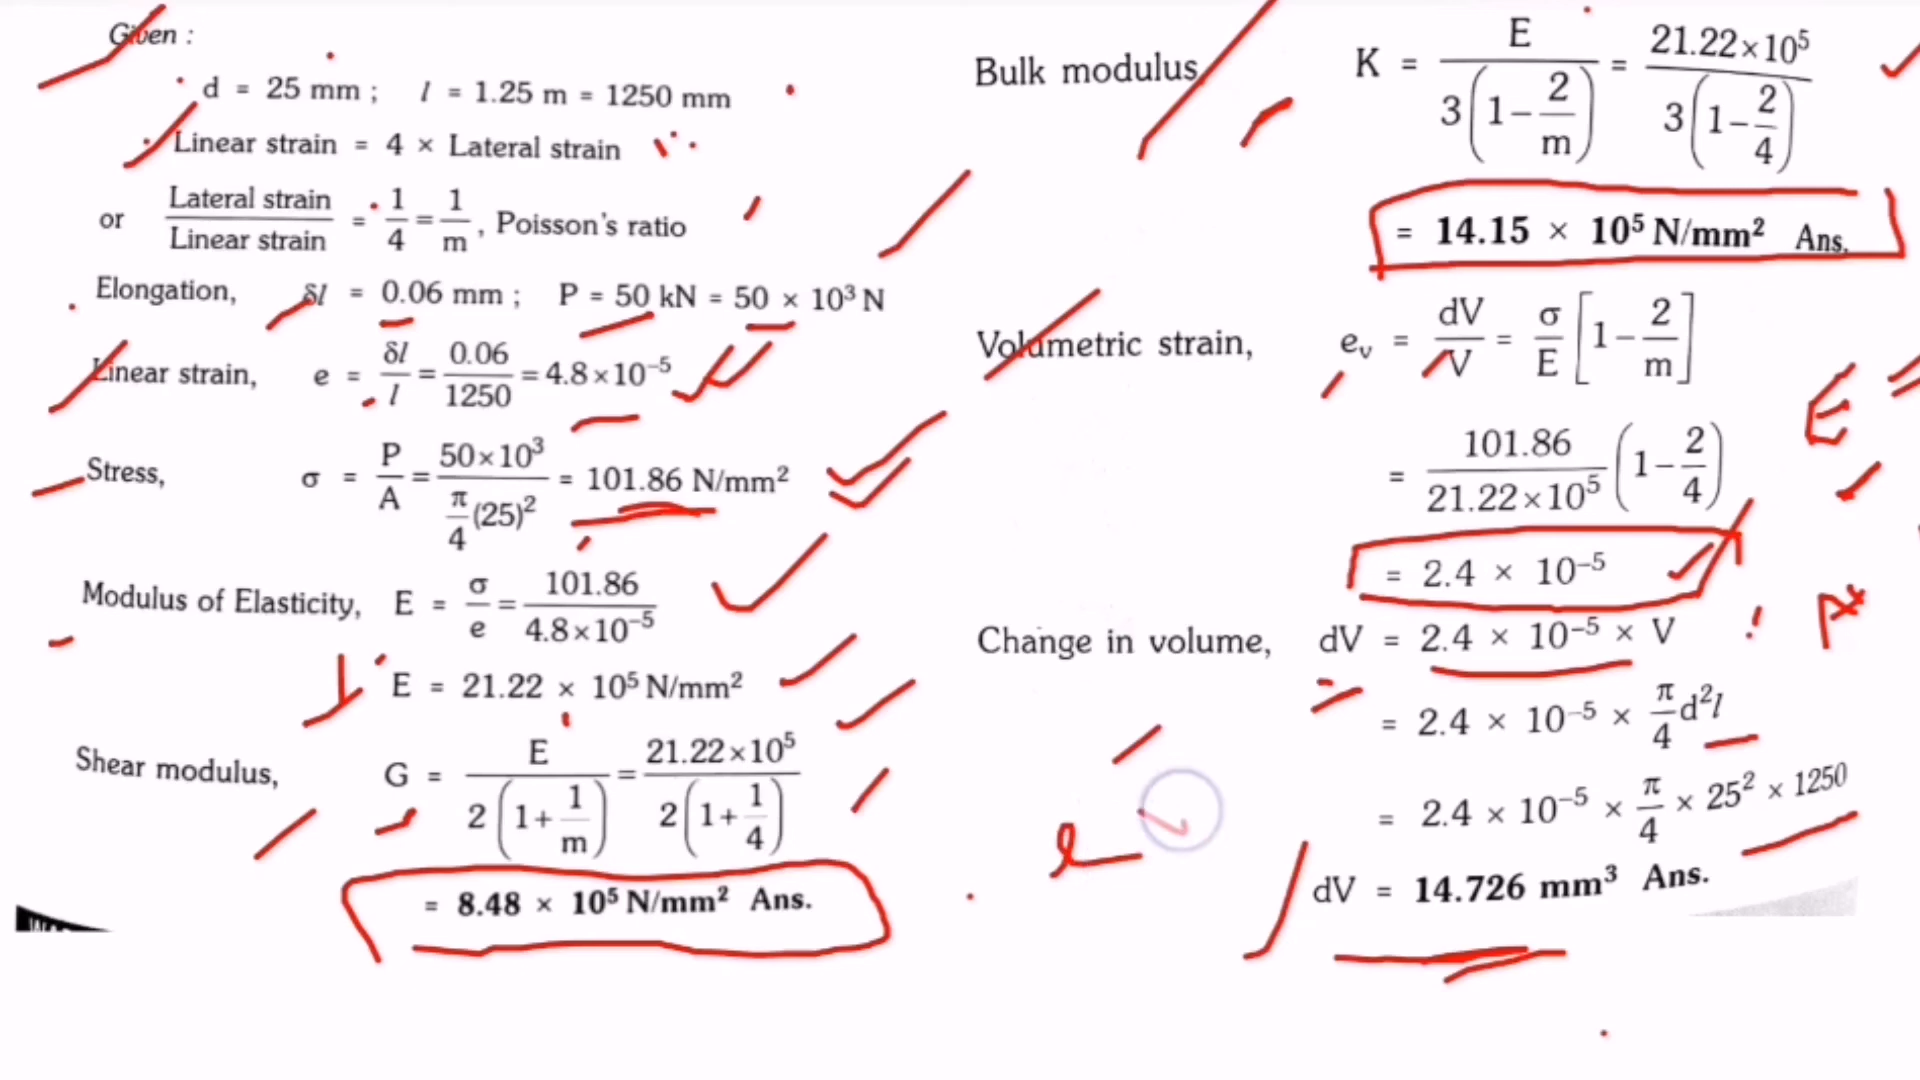 Given :
d = 25 mm ; l = 1.25 m = 1250 mm
Linear strain = 4 × Lateral strain
or Lateral strain / Linear strain = 1/4 = 1/m , Poisson's ratio
Elongation, δl = 0.06 mm ; P = 50 kN = 50 × 10³ N
Linear strain, e = δl/l = 0.06/1250 = 4.8×10⁻⁵
Stress, σ = P/A = 50×10³ / π/4 (25)² = 101.86 N/mm²
Modulus of Elasticity, E = σ/e = 101.86 / 4.8×10⁻⁵
E = 21.22 × 10⁵ N/mm²
Shear modulus, G = E / 2(1+1/m) = 21.22×10⁵ / 2(1+1/4)
= 8.48 × 10⁵ N/mm² Ans.
Bulk modulus, K = E / 3(1−2/m) = 21.22×10⁵ / 3(1−2/4)
= 14.15 × 10⁵ N/mm² Ans.
Volumetric strain, eᵥ = dV/V = σ/E [1−2/m]
= 101.86 / 21.22×10⁵ (1−2/4)
= 2.4 × 10⁻⁵
Change in volume, dV = 2.4 × 10⁻⁵ × V
= 2.4 × 10⁻⁵ × π/4 d²l
= 2.4 × 10⁻⁵ × π/4 × 25² × 1250
dV = 14.726 mm³ Ans.
E